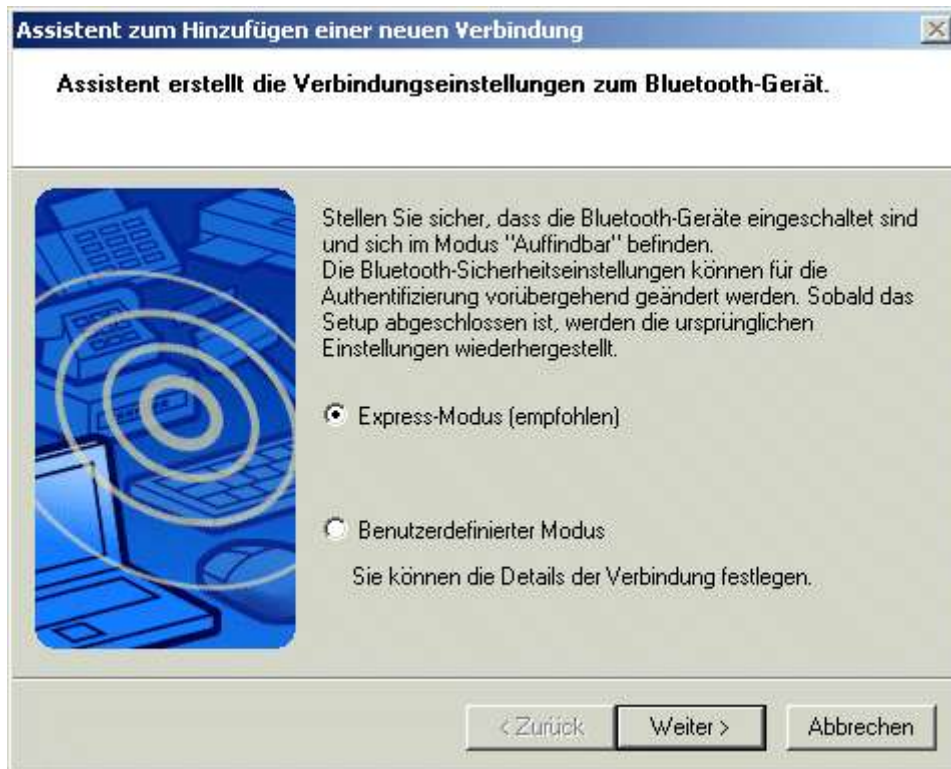 Assistent zum Hinzufügen einer neuen Verbindung
Assistent erstellt die Verbindungseinstellungen zum Bluetooth-Gerät.
Stellen Sie sicher, dass die Bluetooth-Geräte eingeschaltet sind
und sich im Modus "Auffindbar" befinden.
Die Bluetooth-Sicherheitseinstellungen können für die
Authentifizierung vorübergehend geändert werden. Sobald das
Setup abgeschlossen ist, werden die ursprünglichen
Einstellungen wiederhergestellt.
Express-Modus (empfohlen)
Benutzerdefinierter Modus
Sie können die Details der Verbindung festlegen.
< Zurück
Weiter >
Abbrechen